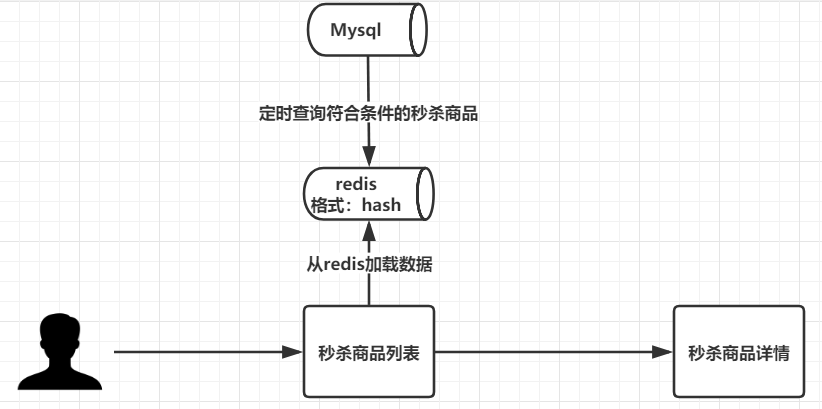 Mysql
定时查询符合条件的秒杀商品
redis
格式：hash
从redis加载数据
秒杀商品列表
秒杀商品详情